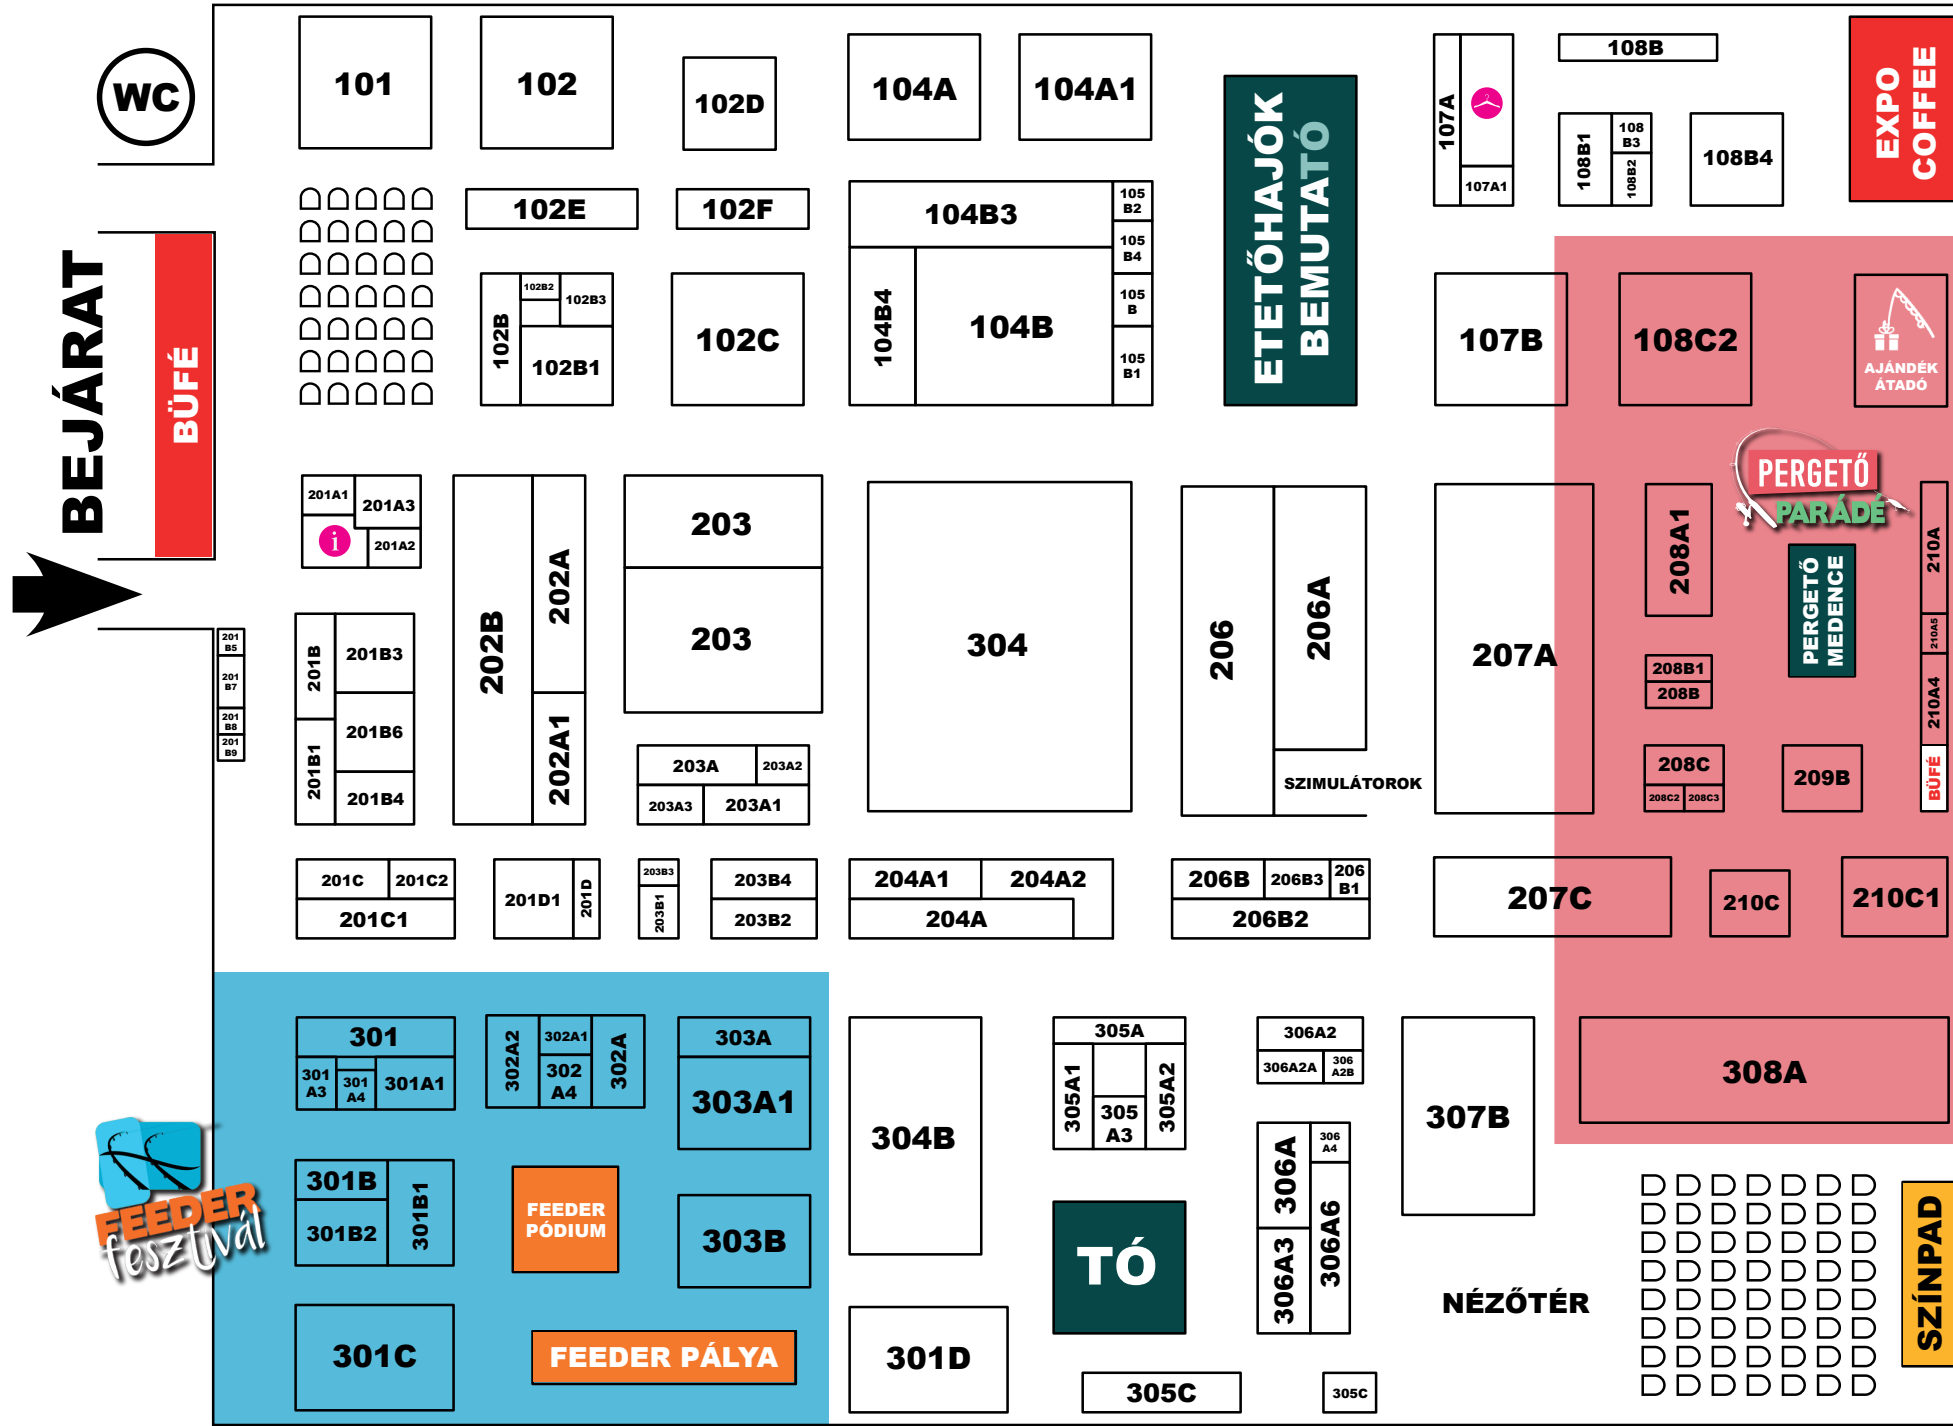 WC
101
102
102D
104A
104A1
ETETŐHAJÓK
BEMUTATÓ
107A
107A1
108B
108B1
108
B3
108B2
108B4
EXPO
COFFEE
102E
102F
104B3
105
B2
105
B4
105
B
105
B1
104B4
104B
BEJÁRAT
BÜFÉ
102B
102B2
102B3
102B1
102C
107B
108C2
AJÁNDÉK
ÁTADÓ
PERGETŐ
PARÁDÉ
201A1
201A3
i
201A2
202B
202A
202A1
203
203
304
206
206A
SZIMULÁTOROK
207A
208A1
PERGETŐ
MEDENCE
210A
210A5
210A4
BÜFÉ
201
B5
201
B7
201
B8
201
B9
201B
201B3
201B6
201B1
201B4
203A
203A2
203A3
203A1
208B1
208B
208C
208C2
208C3
209B
201C
201C2
201C1
201D1
201D
203B3
203B1
203B4
203B2
204A1
204A2
204A
206B
206B3
206
B1
206B2
207C
210C
210C1
301
301
A3
301
A4
301A1
302A2
302A1
302
A4
302A
303A
303A1
304B
305A
305A1
305
A3
305A2
306A2
306A2A
306
A2B
307B
308A
FEEDER
fesztivál
301B
301B2
301B1
FEEDER
PÓDIUM
303B
TÓ
306A
306
A4
306A3
306A6
NÉZŐTÉR
SZÍNPAD
301C
FEEDER PÁLYA
301D
305C
305C